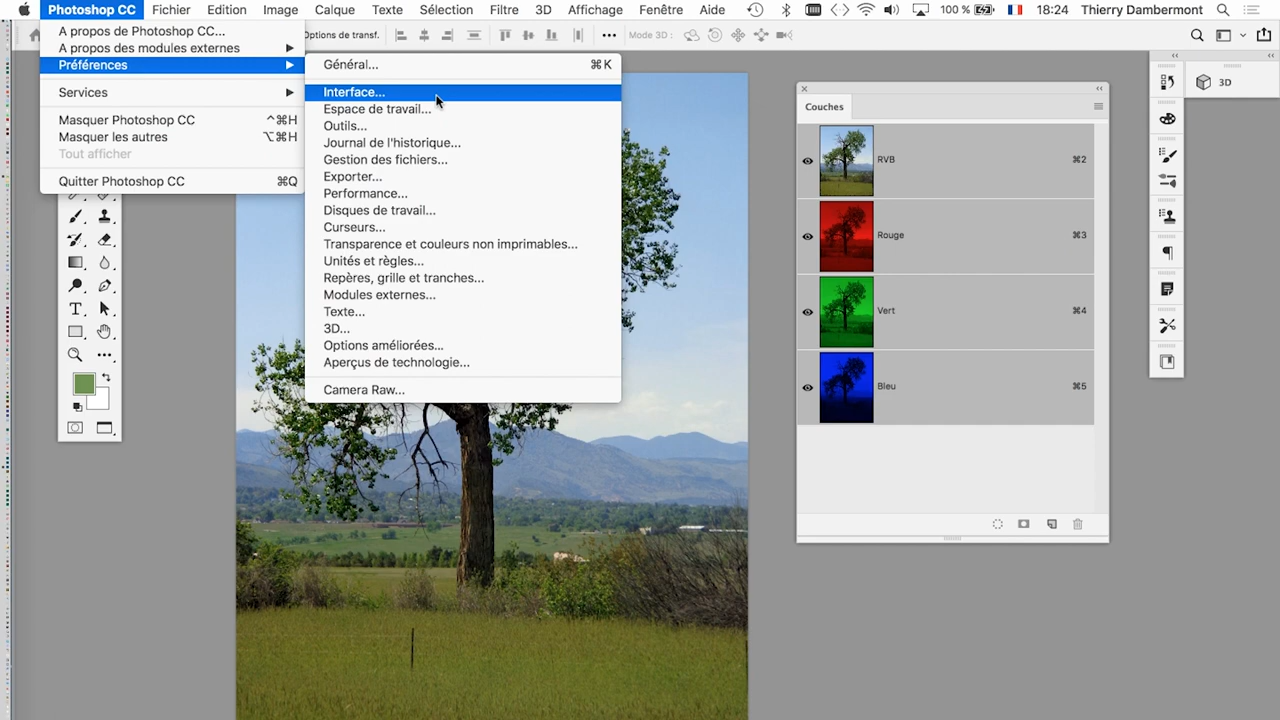 Photoshop CC Fichier Edition Image Calque Texte Sélection Filtre 3D Affichage Fenêtre Aide 100 % 18:24 Thierry Dambermont
A propos de Photoshop CC...
A propos des modules externes
Préférences
Services
Masquer Photoshop CC ^⌘H
Masquer les autres ⌥⌘H
Tout afficher
Quitter Photoshop CC ⌘Q
Options de transf. Mode 3D :
Général... ⌘K
Interface...
Espace de travail...
Outils...
Journal de l'historique...
Gestion des fichiers...
Exporter...
Performance...
Disques de travail...
Curseurs...
Transparence et couleurs non imprimables...
Unités et règles...
Repères, grille et tranches...
Modules externes...
Texte...
3D...
Options améliorées...
Aperçus de technologie...
Camera Raw...
Couches
RVB ⌘2
Rouge ⌘3
Vert ⌘4
Bleu ⌘5
3D